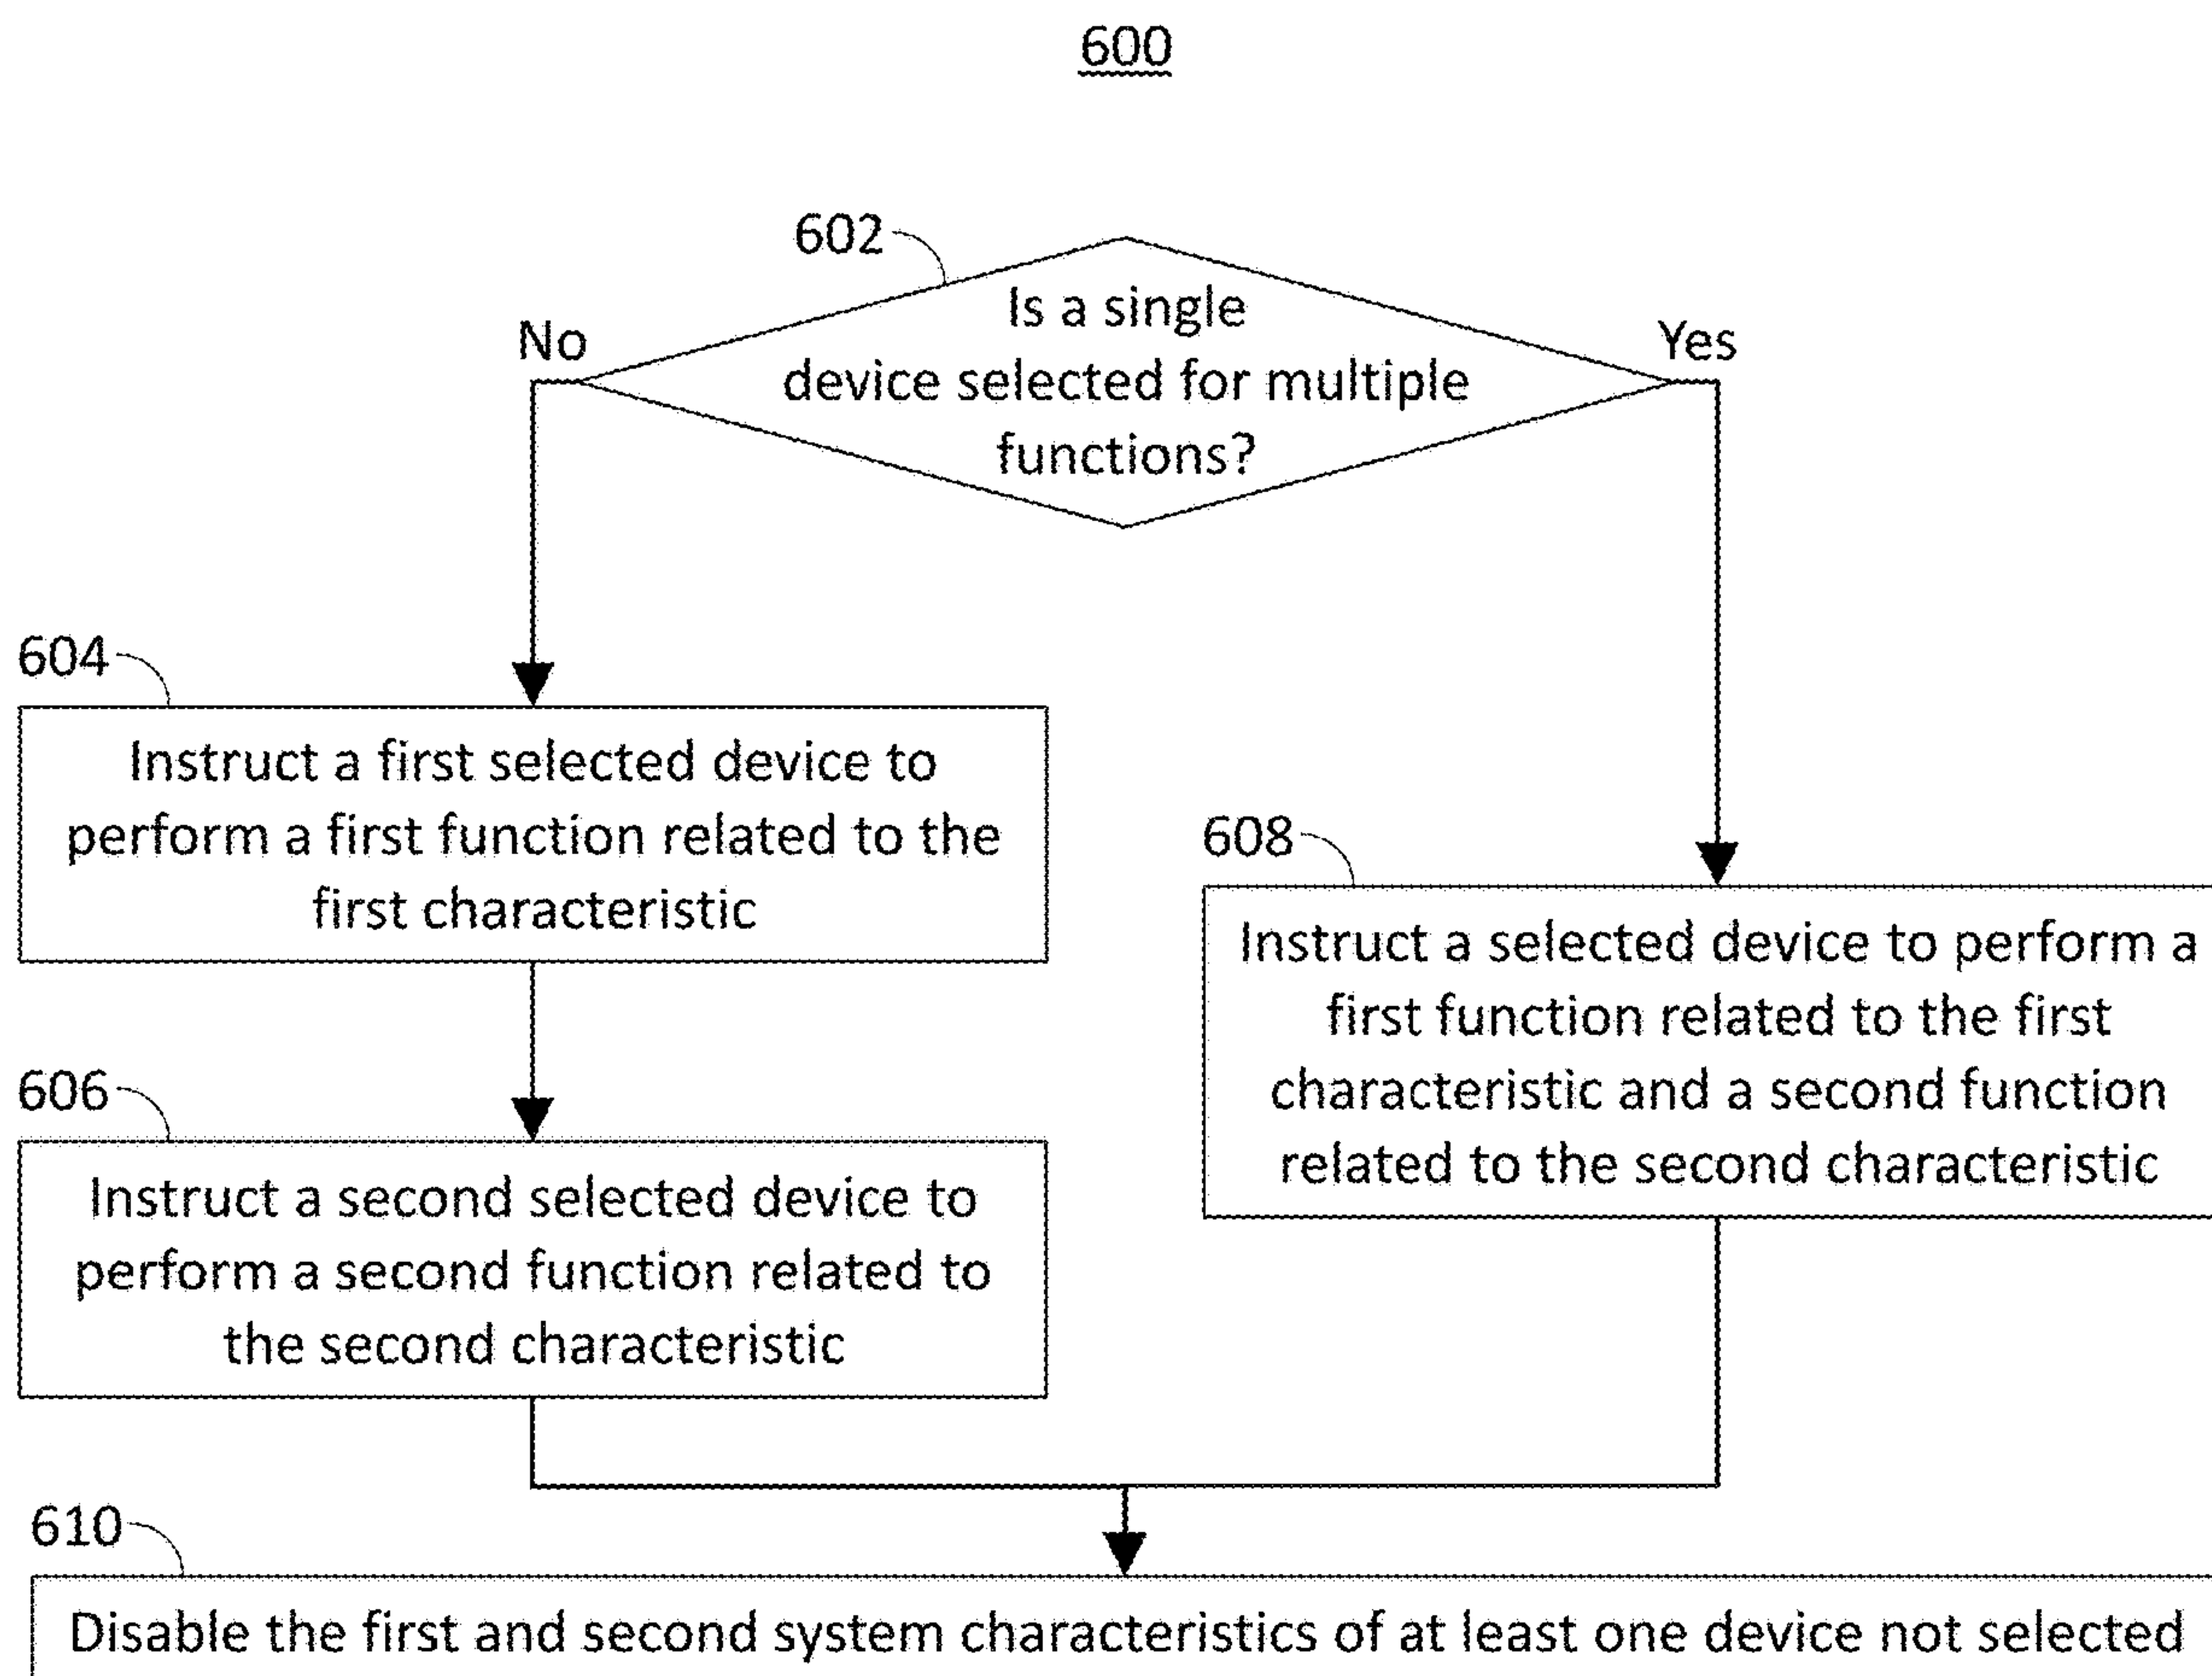 600
602
Is a single
device selected for multiple
functions?
No
Yes
604
Instruct a first selected device to
perform a first function related to the
first characteristic
606
Instruct a second selected device to
perform a second function related to
the second characteristic
608
Instruct a selected device to perform a
first function related to the first
characteristic and a second function
related to the second characteristic
610
Disable the first and second system characteristics of at least one device not selected